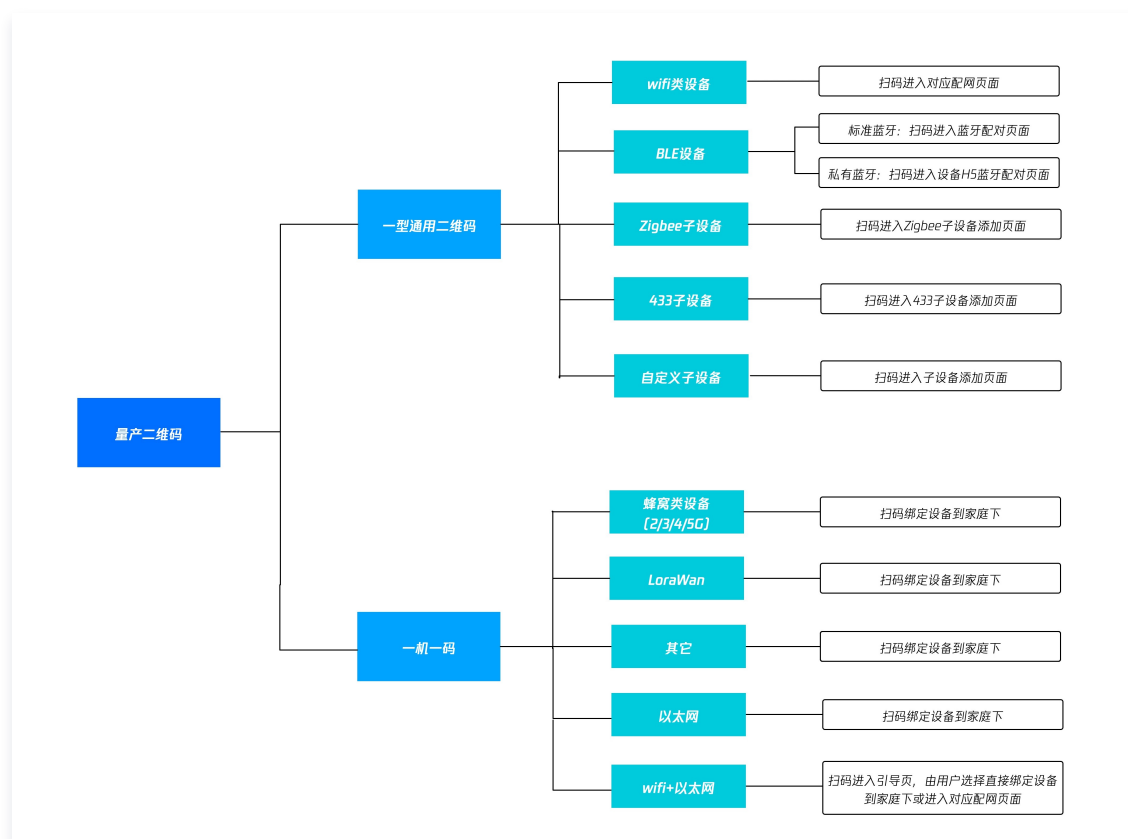 量产二维码
一型通用二维码
wifi类设备
扫码进入对应配网页面
BLE设备
标准蓝牙：扫码进入蓝牙配对页面
私有蓝牙：扫码进入设备H5蓝牙配对页面
Zigbee子设备
扫码进入Zigbee子设备添加页面
433子设备
扫码进入433子设备添加页面
自定义子设备
扫码进入子设备添加页面
一机一码
蜂窝类设备
[2/3/4/5G]
扫码绑定设备到家庭下
LoraWan
扫码绑定设备到家庭下
其它
扫码绑定设备到家庭下
以太网
扫码绑定设备到家庭下
wifi+以太网
扫码进入引导页，由用户选择直接绑定设备
到家庭下或进入对应配网页面